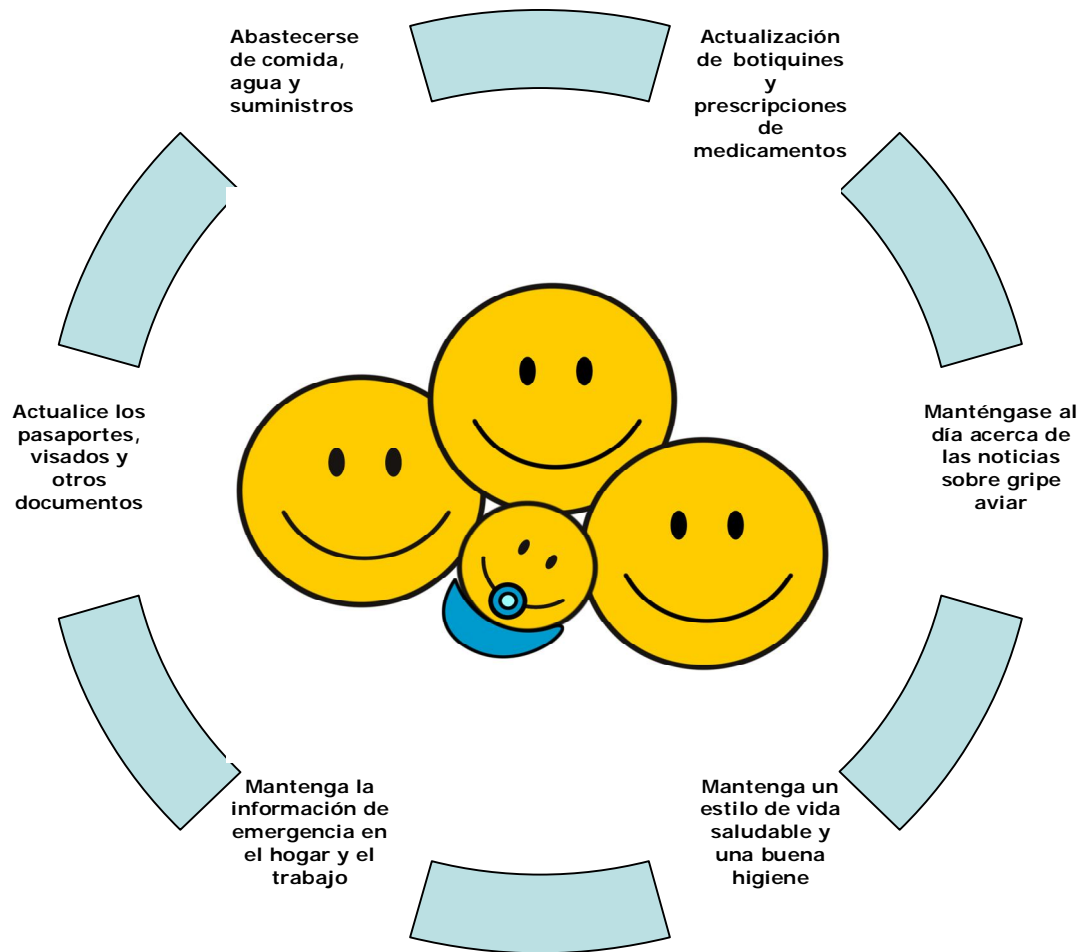 Abastecerse
de comida,
agua y
suministros
Actualización
de botiquines
y
prescripciones
de
medicamentos
Actualice los
pasaportes,
visados y
otros
documentos
Manténgase al
día acerca de
las noticias
sobre gripe
aviar
Mantenga la
información de
emergencia en
el hogar y el
trabajo
Mantenga un
estilo de vida
saludable y
una buena
higiene